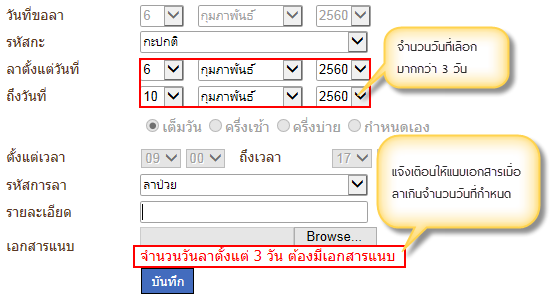 วันที่ขอลา 6 กุมภาพันธ์ 2560
รหัสกะ กะปกติ
ลาตั้งแต่วันที่ 6 กุมภาพันธ์ 2560
ถึงวันที่ 10 กุมภาพันธ์ 2560
จำนวนวันที่เลือก
มากกว่า 3 วัน
เต็มวัน ครึ่งเช้า ครึ่งบ่าย กำหนดเอง
ตั้งแต่เวลา 09 00 ถึงเวลา 17
รหัสการลา ลาป่วย
รายละเอียด
แจ้งเตือนให้แนบเอกสารเมื่อ
ลาเกินจำนวนวันที่กำหนด
เอกสารแนบ Browse...
จำนวนวันลาตั้งแต่ 3 วัน ต้องมีเอกสารแนบ
บันทึก